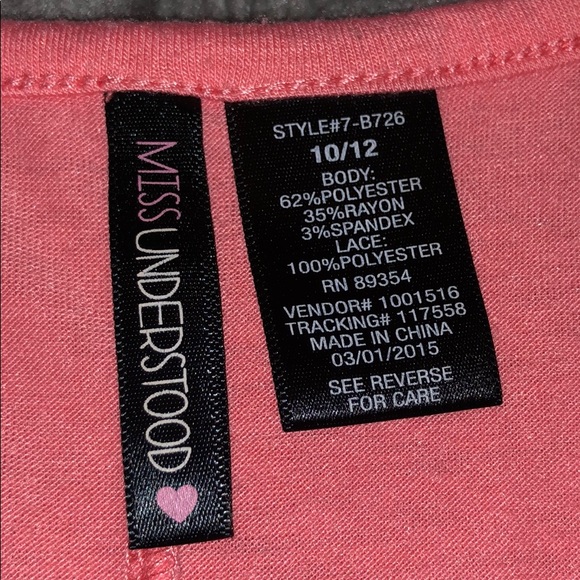 MISS UNDERSTOOD
STYLE#7-B726
10/12
BODY:
62%POLYESTER
35%RAYON
3%SPANDEX
LACE:
100%POLYESTER
RN 89354
VENDOR# 1001516
TRACKING# 117558
MADE IN CHINA
03/01/2015
SEE REVERSE
FOR CARE